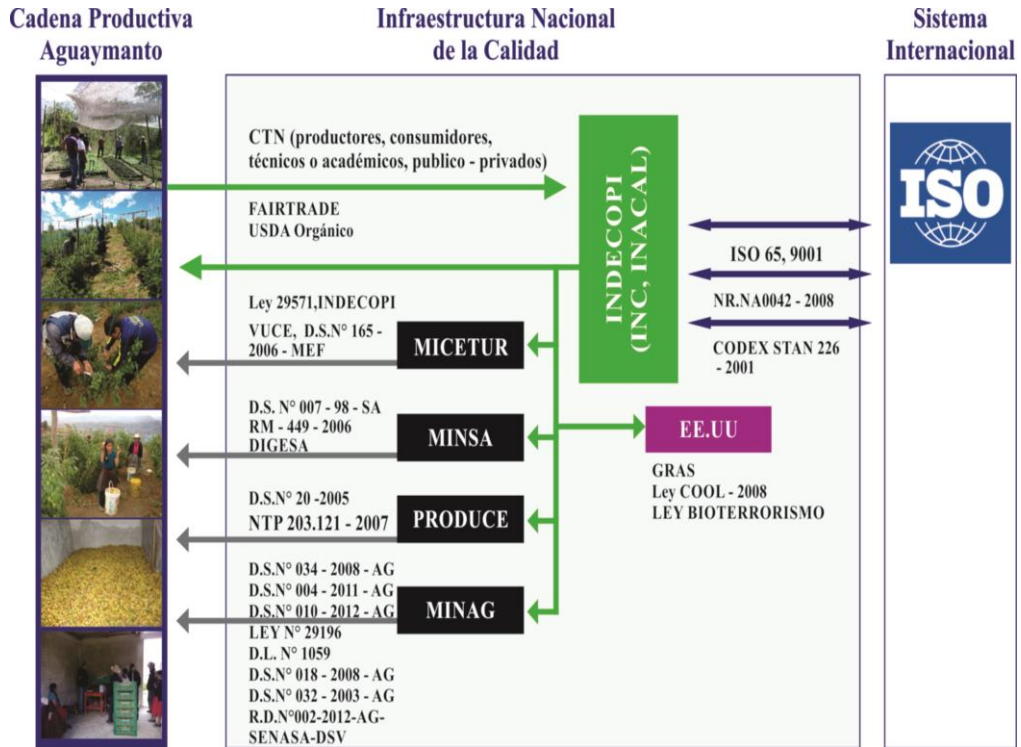 Cadena Productiva
Aguaymanto
Infraestructura Nacional
de la Calidad
Sistema
Internacional
CTN (productores, consumidores,
técnicos o académicos, publico - privados)
FAIRTRADE
USDA Orgánico
INDECOPI
(INC, INACAL)
ISO
ISO 65, 9001
NR.NA0042 - 2008
CODEX STAN 226
- 2001
Ley 29571,INDECOPI
VUCE, D.S.N° 165 -
2006 - MEF
MICETUR
D.S. N° 007 - 98 - SA
RM - 449 - 2006
DIGESA
MINSA
EE.UU
GRAS
Ley COOL - 2008
LEY BIOTERRORISMO
D.S.N° 20 -2005
NTP 203.121 - 2007
PRODUCE
D.S.N° 034 - 2008 - AG
D.S.N° 004 - 2011 - AG
D.S.N° 010 - 2012 - AG
LEY N° 29196
D.L. N° 1059
D.S.N° 018 - 2008 - AG
D.S.N° 032 - 2003 - AG
R.D.N°002-2012-AG-
SENASA-DSV
MINAG